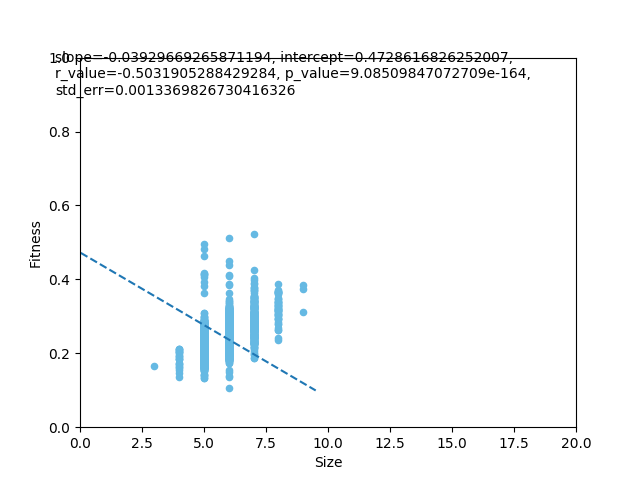 slope=-0.03929669265871194, intercept=0.4728616826252007,
r_value=-0.5031905288429284, p_value=9.08509847072709e-164,
std_err=0.0013369826730416326
1.0
0.8
0.6
0.4
0.2
0.0
Fitness
0.0 2.5 5.0 7.5 10.0 12.5 15.0 17.5 20.0
Size